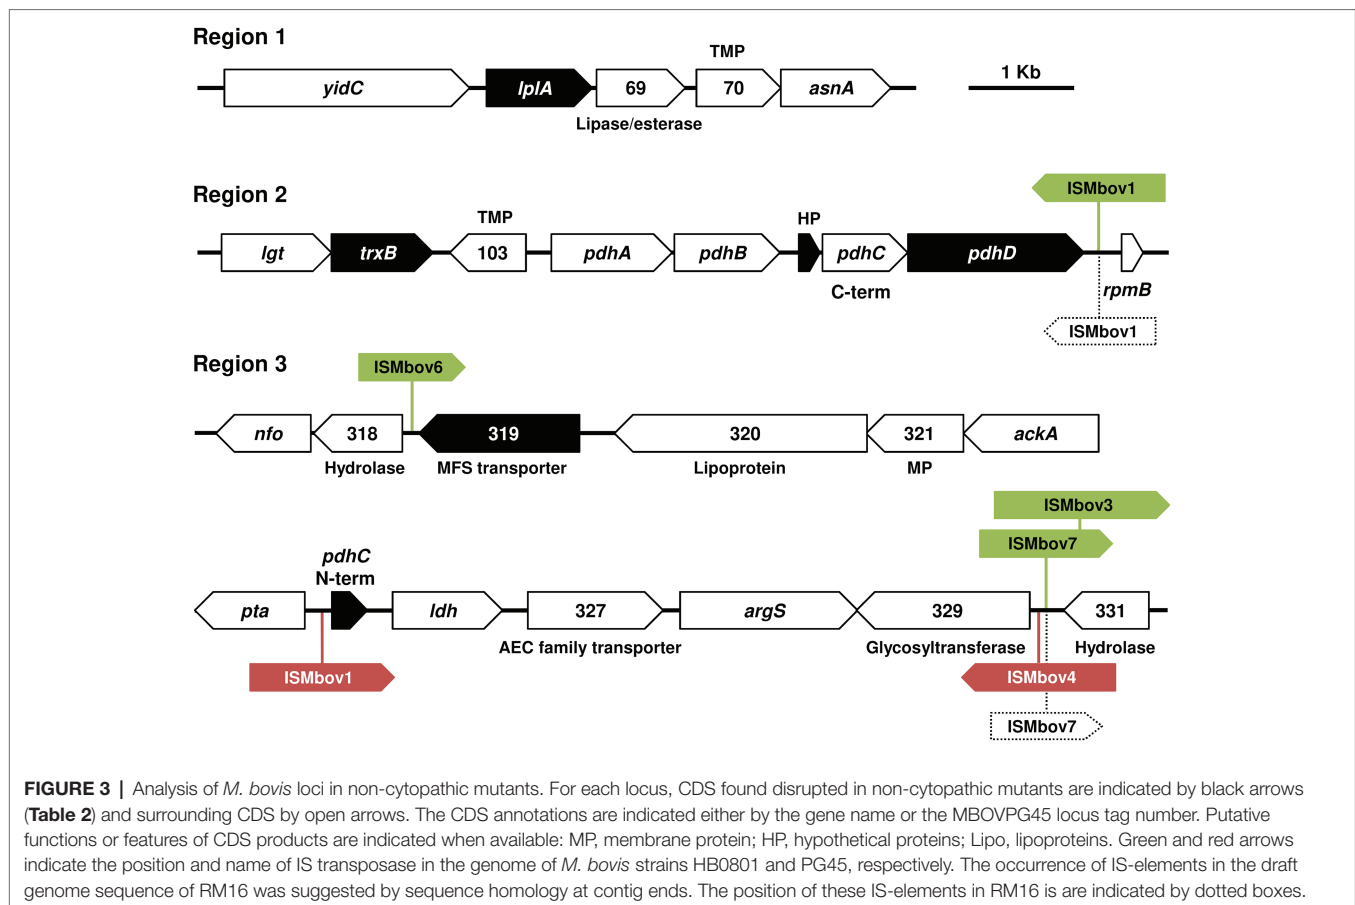 Region 1
TMP
yidC lplA 69 70 asnA 1 Kb
Lipase/esterase
Region 2
ISMbov1
TMP HP
lgt trxB 103 pdhA pdhB pdhC pdhD
C-term rpmB
ISMbov1
Region 3
ISMbov6
nfo 318 319 320 321 ackA
Hydrolase MFS transporter Lipoprotein MP
ISMbov3
ISMbov7
pdhC
N-term
pta ldh 327 argS 329 331
AEC family transporter Glycosyltransferase Hydrolase
ISMbov1 ISMbov4
ISMbov7
FIGURE 3 | Analysis of M. bovis loci in non-cytopathic mutants. For each locus, CDS found disrupted in non-cytopathic mutants are indicated by black arrows
(Table 2) and surrounding CDS by open arrows. The CDS annotations are indicated either by the gene name or the MBOVPG45 locus tag number. Putative
functions or features of CDS products are indicated when available: MP, membrane protein; HP, hypothetical proteins; Lipo, lipoproteins. Green and red arrows
indicate the position and name of IS transposase in the genome of M. bovis strains HB0801 and PG45, respectively. The occurrence of IS-elements in the draft
genome sequence of RM16 was suggested by sequence homology at contig ends. The position of these IS-elements in RM16 is are indicated by dotted boxes.